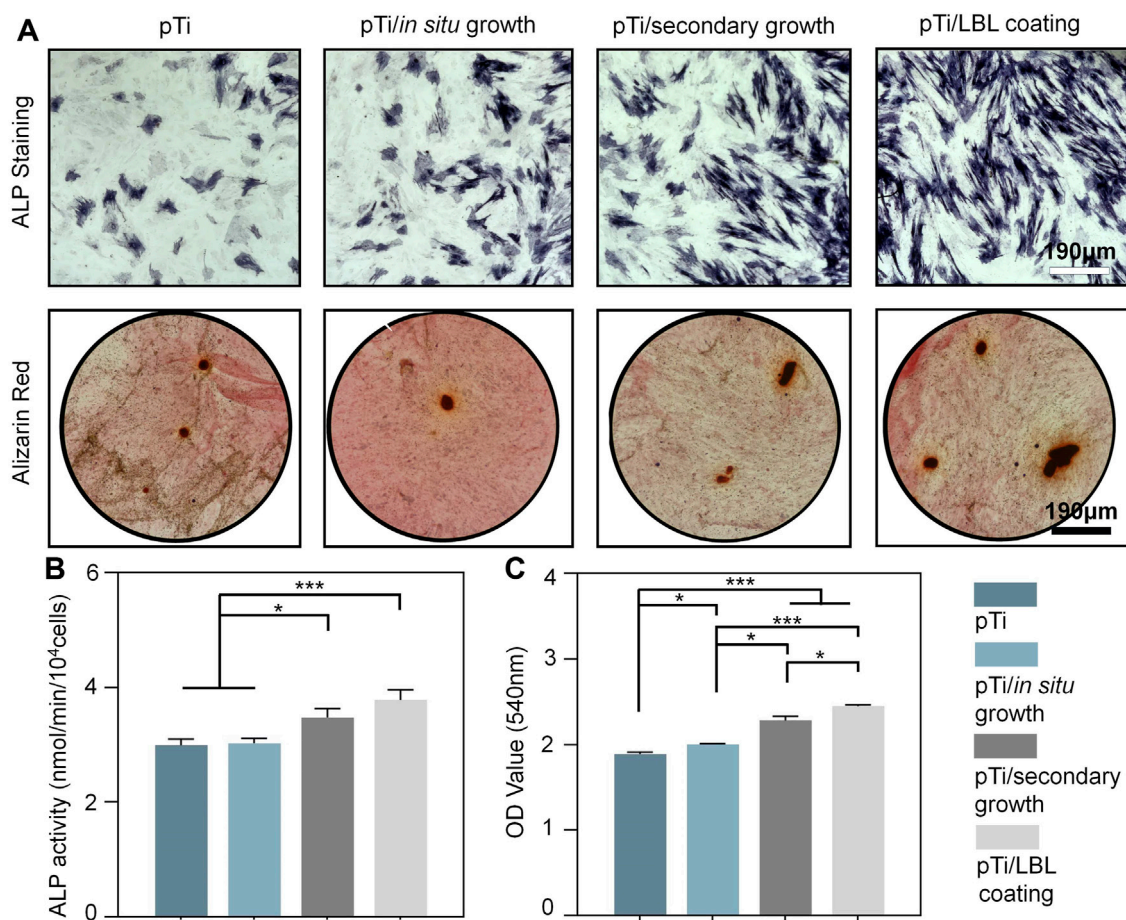 A
pTi
pTi/in situ growth
pTi/secondary growth
pTi/LBL coating
ALP Staining
190μm
Alizarin Red
190μm
B
ALP activity (nmol/min/10⁴cells)
6
4
2
0
***
*
C
OD Value (540nm)
4
3
2
1
0
***
*
***
*
*
pTi
pTi/in situ
growth
pTi/secondary
growth
pTi/LBL
coating